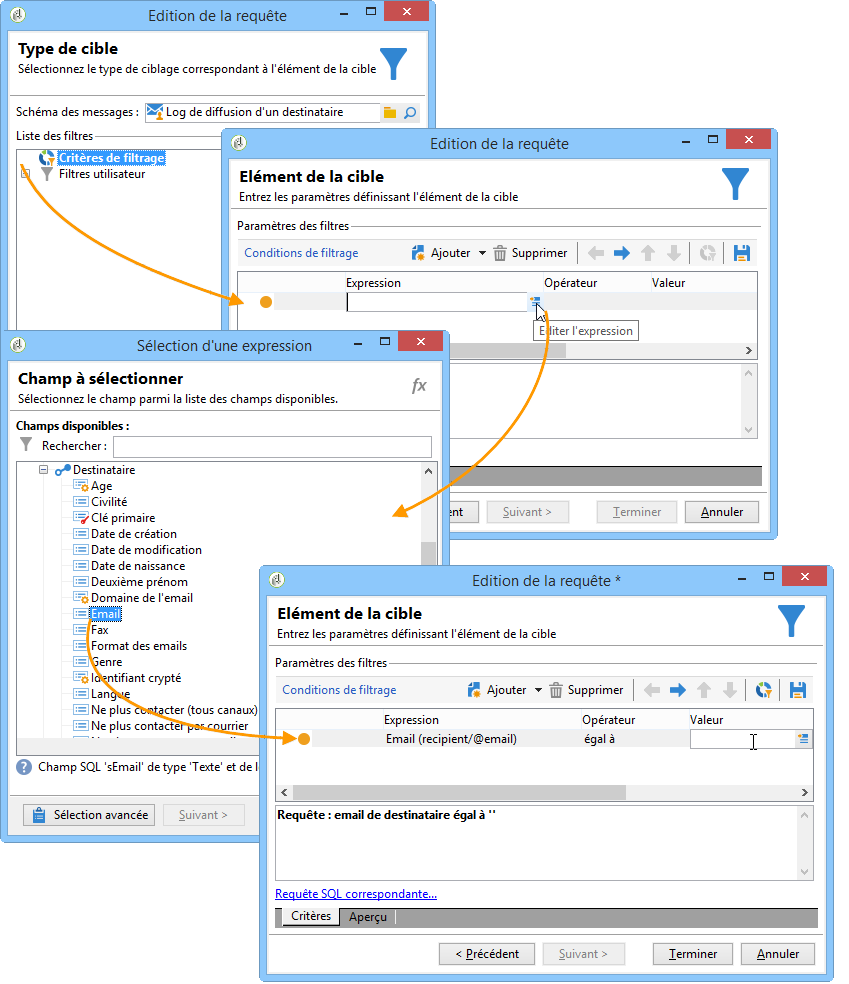 Edition de la requête
Type de cible
Sélectionnez le type de ciblage correspondant à l'élément de la cible
Schéma des messages : Log de diffusion d'un destinataire
Liste des filtres
Critères de filtrage
Filtres utilisateur
Edition de la requête
Elément de la cible
Entrez les paramètres définissant l'élément de la cible
Paramètres des filtres
Conditions de filtrage Ajouter Supprimer
Expression Opérateur Valeur
Editer l'expression
ent Suivant > Terminer Annuler
Sélection d'une expression
Champ à sélectionner
fx
Sélectionnez le champ parmi la liste des champs disponibles.
Champs disponibles :
Rechercher :
Destinataire
Age
Civilité
Clé primaire
Date de création
Date de modification
Date de naissance
Deuxième prénom
Domaine de l'email
Email
Fax
Format des emails
Genre
Identifiant crypté
Langue
Ne plus contacter (tous canaux)
Ne plus contacter par courrier
Champ SQL 'sEmail' de type 'Texte' et de l
Sélection avancée Suivant >
Edition de la requête *
Elément de la cible
Entrez les paramètres définissant l'élément de la cible
Paramètres des filtres
Conditions de filtrage Ajouter Supprimer
Expression Opérateur Valeur
Email (recipient/@email) égal à
Requête : email de destinataire égal à ''
Requête SQL correspondante...
Critères Aperçu
< Précédent Suivant > Terminer Annuler